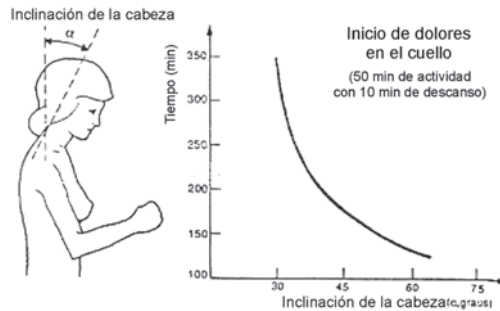 Inclinación de la cabeza
α
Inicio de dolores
en el cuello
(50 min de actividad
con 10 min de descanso)
Tiempo (min)
350
300
250
200
150
100
30
45
60
75
Inclinación de la cabeza(α,graus)